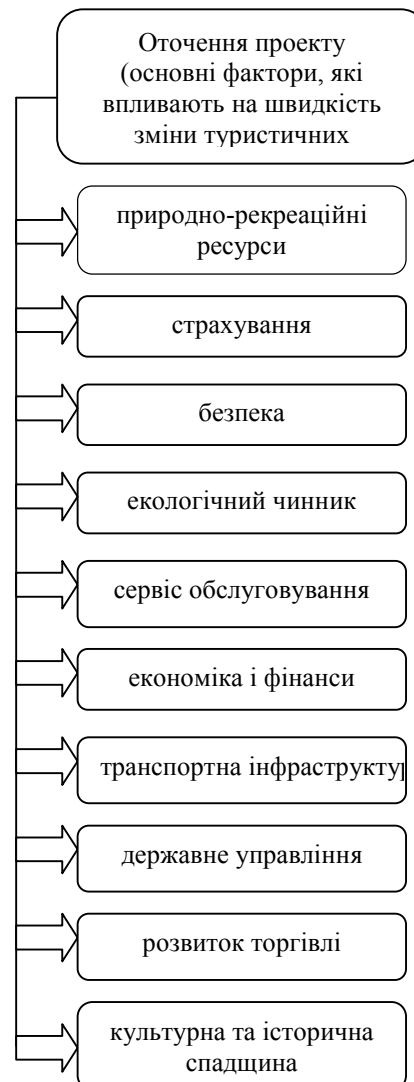 Оточення проекту
(основні фактори, які
впливають на швидкість
зміни туристичних
природно-рекреаційні
ресурси
страхування
безпека
екологічний чинник
сервіс обслуговування
економіка і фінанси
транспортна інфраструктур
державне управління
розвиток торгівлі
культурна та історична
спадщина